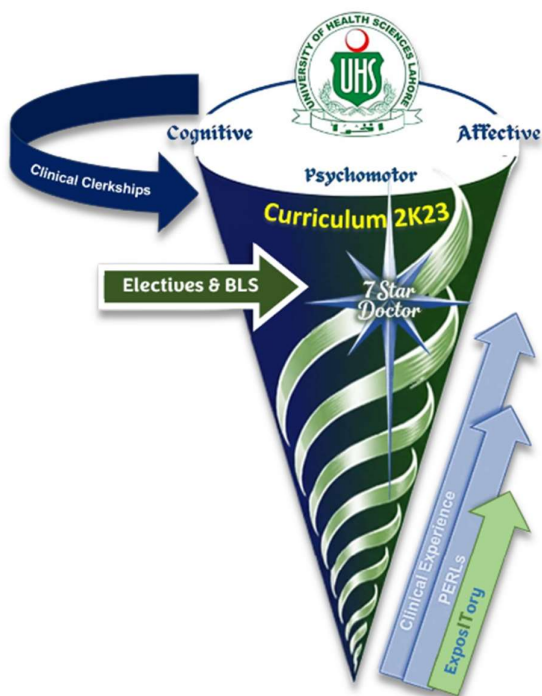 UNIVERSITY OF HEALTH SCIENCES LAHORE
UHS
Cognitive
Affective
Psychomotor
Clinical Clerkships
Curriculum 2K23
Electives & BLS
7 Star
Doctor
Clinical Experience
PERLs
ExposITory